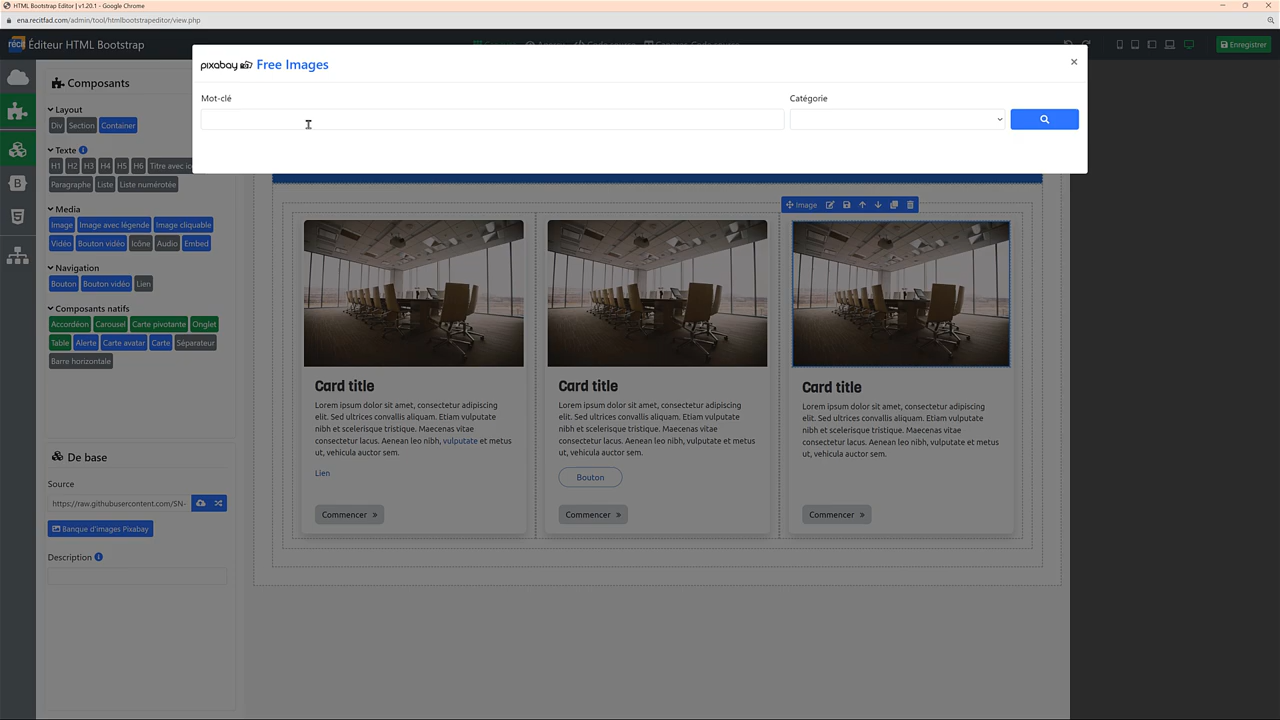 HTML Bootstrap Editor | v1.20.1 - Google Chrome
ena.recitfad.com/admin/tool/htmlbootstrapeditor/view.php
récit Éditeur HTML Bootstrap
Enregistrer
pixabay Free Images
×
Mot-clé
Catégorie
Composants
Layout
Div Section Container
Texte
H1 H2 H3 H4 H5 H6 Titre avec ic
Paragraphe Liste Liste numérotée
Media
Image Image avec légende Image cliquable
Vidéo Bouton vidéo Icône Audio Embed
Navigation
Bouton Bouton vidéo Lien
Composants natifs
Accordéon Carousel Carte pivotante Onglet
Table Alerte Carte avatar Carte Séparateur
Barre horizontale
De base
Source
https://raw.githubusercontent.com/SN-
Banque d'images Pixabay
Description
Image
Card title
Lorem ipsum dolor sit amet, consectetur adipiscing
elit. Sed ultrices convallis aliquam. Etiam vulputate
nibh et scelerisque tristique. Maecenas vitae
consectetur lacus. Aenean leo nibh, vulputate et metus
ut, vehicula auctor sem.
Lien
Commencer »
Card title
Lorem ipsum dolor sit amet, consectetur adipiscing
elit. Sed ultrices convallis aliquam. Etiam vulputate
nibh et scelerisque tristique. Maecenas vitae
consectetur lacus. Aenean leo nibh, vulputate et metus
ut, vehicula auctor sem.
Bouton
Commencer »
Card title
Lorem ipsum dolor sit amet, consectetur adipiscing
elit. Sed ultrices convallis aliquam. Etiam vulputate
nibh et scelerisque tristique. Maecenas vitae
consectetur lacus. Aenean leo nibh, vulputate et metus
ut, vehicula auctor sem.
Commencer »